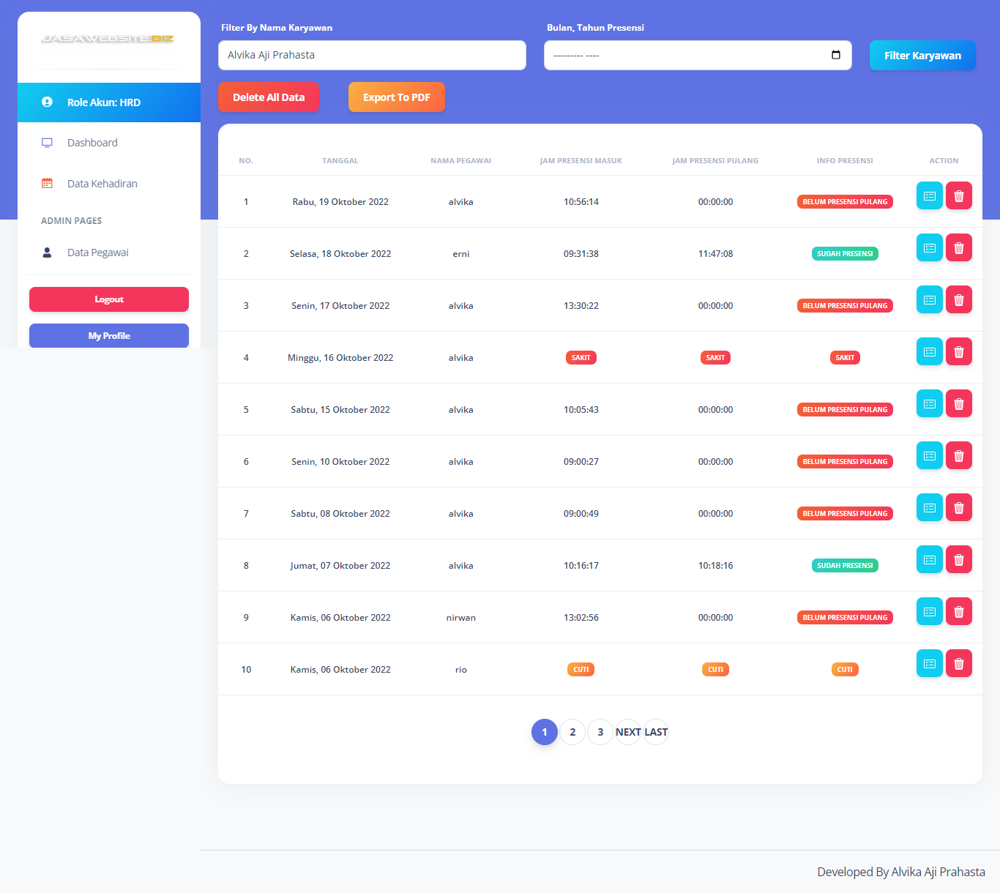 JASAWEBSITE.BIZ
Role Akun: HRD
Dashboard
Data Kehadiran
ADMIN PAGES
Data Pegawai
Logout
My Profile
Filter By Nama Karyawan
Bulan, Tahun Presensi
Alvika Aji Prahasta
--------- ----
Filter Karyawan
Delete All Data
Export To PDF
NO. TANGGAL NAMA PEGAWAI JAM PRESENSI MASUK JAM PRESENSI PULANG INFO PRESENSI ACTION
1 Rabu, 19 Oktober 2022 alvika 10:56:14 00:00:00 BELUM PRESENSI PULANG
2 Selasa, 18 Oktober 2022 erni 09:31:38 11:47:08 SUDAH PRESENSI
3 Senin, 17 Oktober 2022 alvika 13:30:22 00:00:00 BELUM PRESENSI PULANG
4 Minggu, 16 Oktober 2022 alvika SAKIT SAKIT SAKIT
5 Sabtu, 15 Oktober 2022 alvika 10:05:43 00:00:00 BELUM PRESENSI PULANG
6 Senin, 10 Oktober 2022 alvika 09:00:27 00:00:00 BELUM PRESENSI PULANG
7 Sabtu, 08 Oktober 2022 alvika 09:00:49 00:00:00 BELUM PRESENSI PULANG
8 Jumat, 07 Oktober 2022 alvika 10:16:17 10:18:16 SUDAH PRESENSI
9 Kamis, 06 Oktober 2022 nirwan 13:02:56 00:00:00 BELUM PRESENSI PULANG
10 Kamis, 06 Oktober 2022 rio CUTI CUTI CUTI
1 2 3 NEXT LAST
Developed By Alvika Aji Prahasta